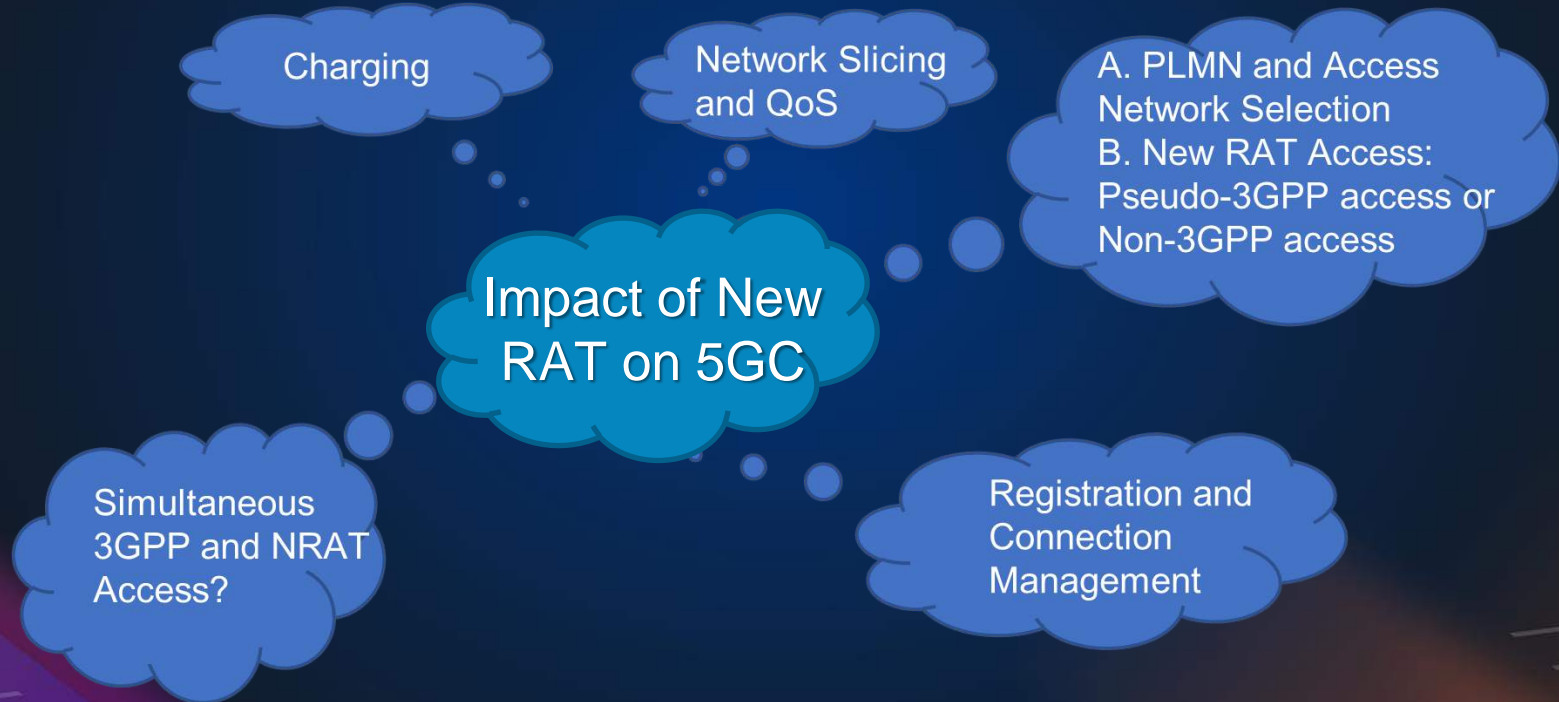 Charging
Network Slicing
and QoS
A. PLMN and Access
Network Selection
B. New RAT Access:
Pseudo-3GPP access or
Non-3GPP access
Impact of New
RAT on 5GC
Simultaneous
3GPP and NRAT
Access?
Registration and
Connection
Management